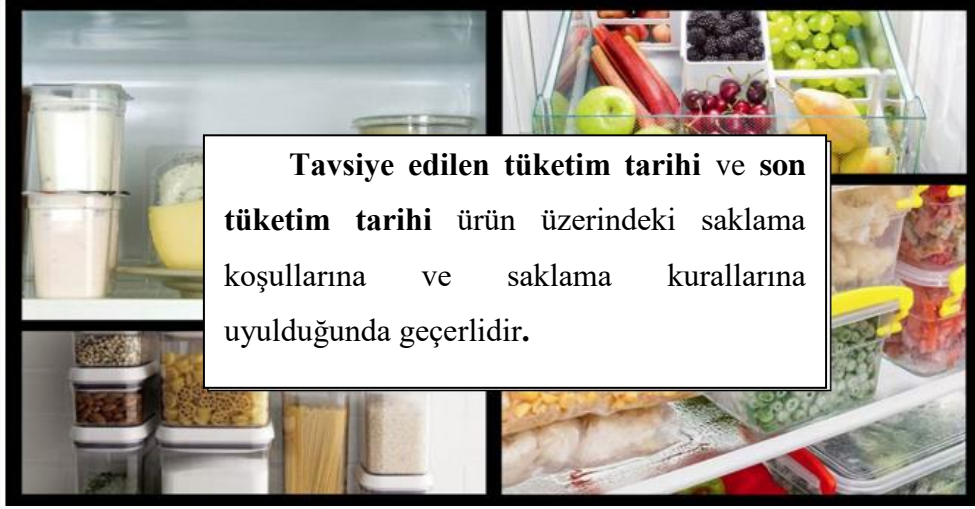 Tavsiye edilen tüketim tarihi ve son
tüketim tarihi ürün üzerindeki saklama
koşullarına ve saklama kurallarına
uyulduğunda geçerlidir.